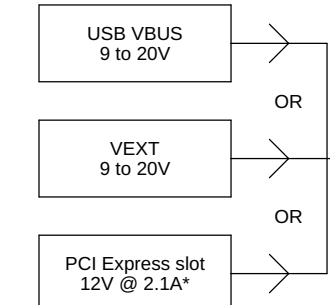 USB VBUS
9 to 20V
OR
VEXT
9 to 20V
OR
PCI Express slot
12V @ 2.1A*